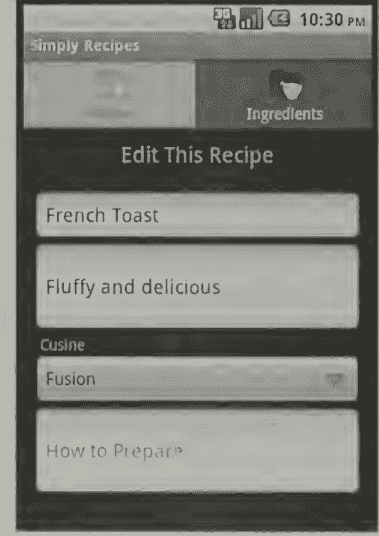 10:30 PM
Simply Recipes
Ingredients
Edit This Recipe
French Toast
Fluffy and delicious
Cusine
Fusion
How to Prepare